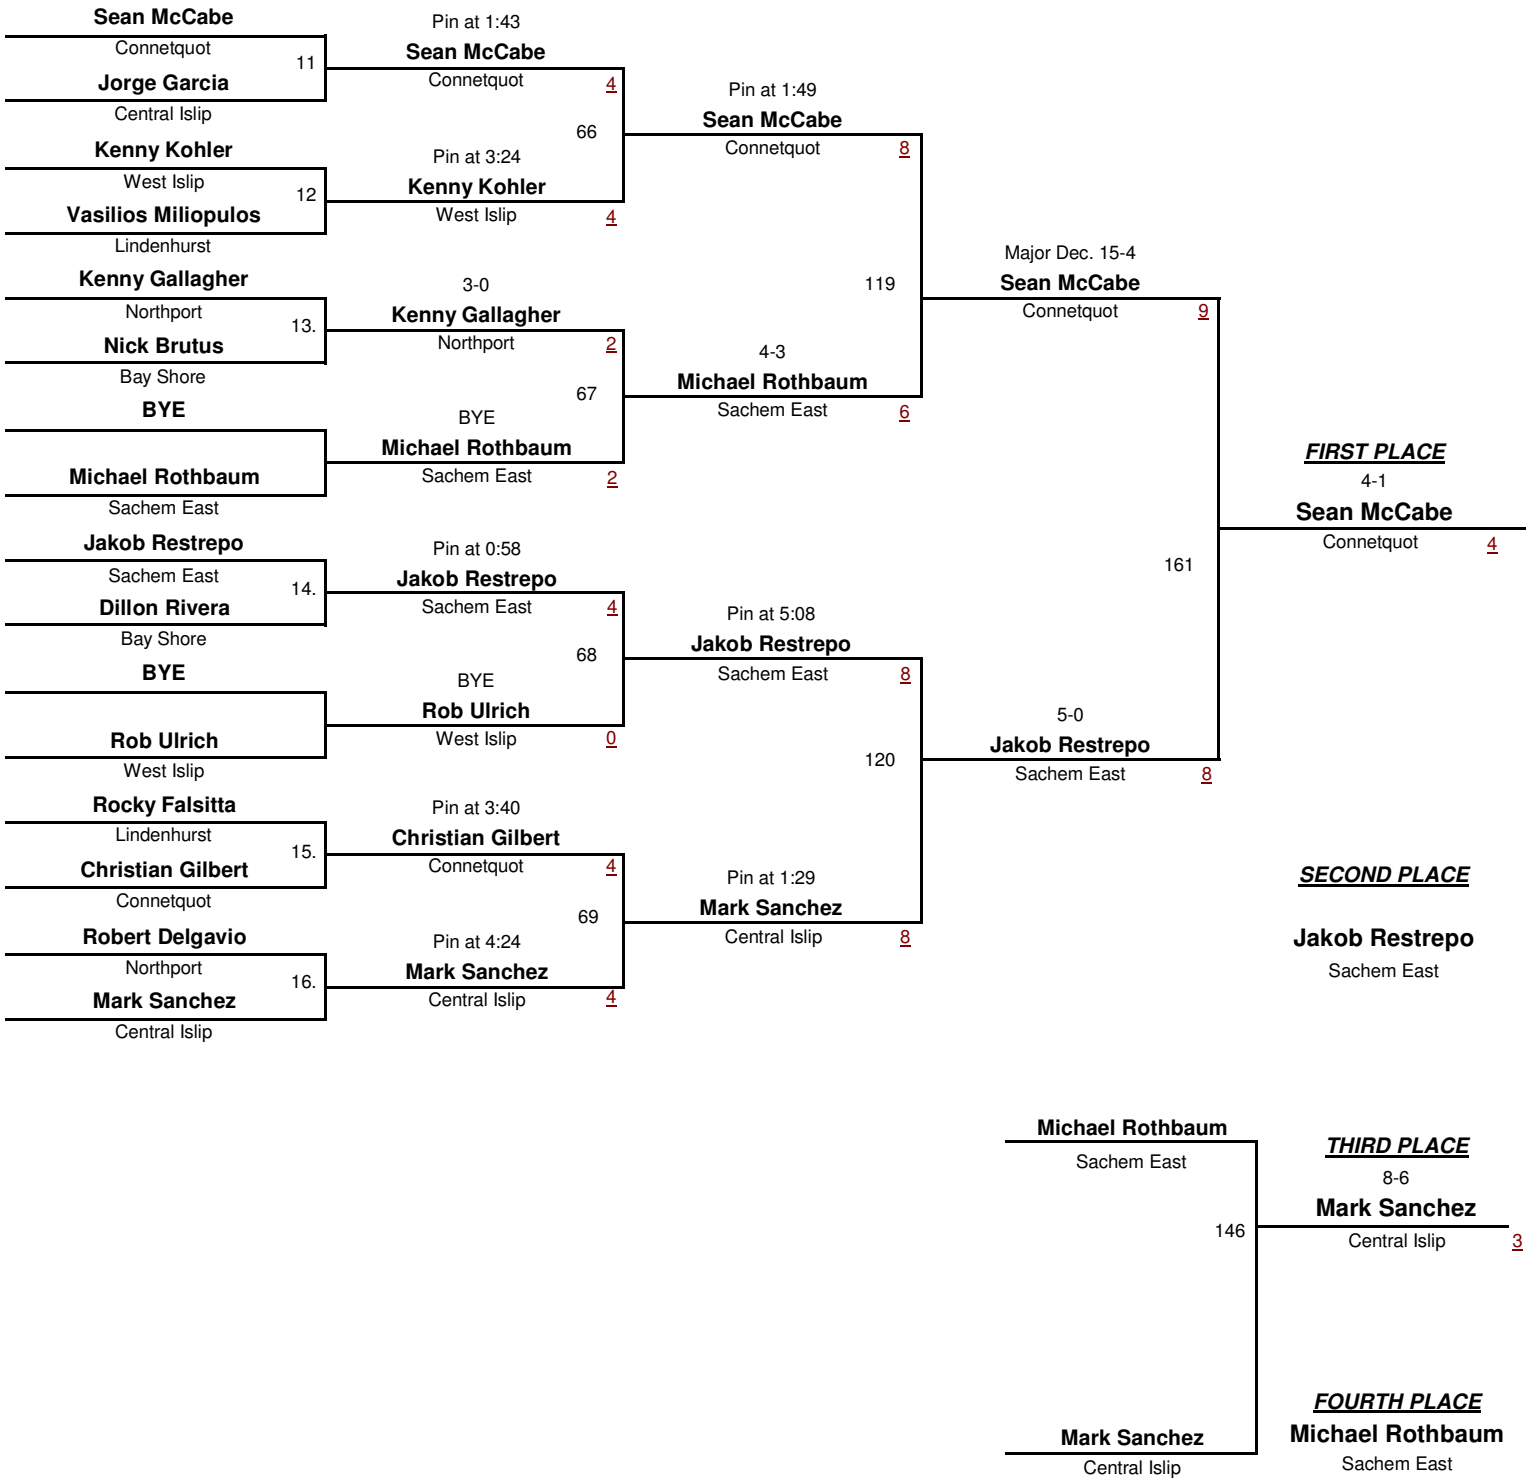 Sean McCabe
Connetquot
11
Jorge Garcia
Central Islip
Kenny Kohler
West Islip
12
Vasilios Miliopulos
Lindenhurst
Kenny Gallagher
Northport
13.
Nick Brutus
Bay Shore
BYE
Michael Rothbaum
Sachem East
Jakob Restrepo
Sachem East
14.
Dillon Rivera
Bay Shore
BYE
Rob Ulrich
West Islip
Rocky Falsitta
Lindenhurst
15.
Christian Gilbert
Connetquot
Robert Delgavio
Northport
16.
Mark Sanchez
Central Islip
Pin at 1:43
Sean McCabe
Connetquot
4
66
Pin at 3:24
Kenny Kohler
West Islip
4
3-0
Kenny Gallagher
Northport
2
67
BYE
Michael Rothbaum
Sachem East
2
Pin at 0:58
Jakob Restrepo
Sachem East
4
68
BYE
Rob Ulrich
West Islip
0
Pin at 3:40
Christian Gilbert
Connetquot
4
69
Pin at 4:24
Mark Sanchez
Central Islip
4
Pin at 1:49
Sean McCabe
Connetquot
8
119
4-3
Michael Rothbaum
Sachem East
6
Pin at 5:08
Jakob Restrepo
Sachem East
8
120
Pin at 1:29
Mark Sanchez
Central Islip
8
Major Dec. 15-4
Sean McCabe
Connetquot
9
161
5-0
Jakob Restrepo
Sachem East
8
FIRST PLACE
4-1
Sean McCabe
Connetquot
4
SECOND PLACE
Jakob Restrepo
Sachem East
Michael Rothbaum
Sachem East
146
Mark Sanchez
Central Islip
THIRD PLACE
8-6
Mark Sanchez
Central Islip
3
FOURTH PLACE
Michael Rothbaum
Sachem East